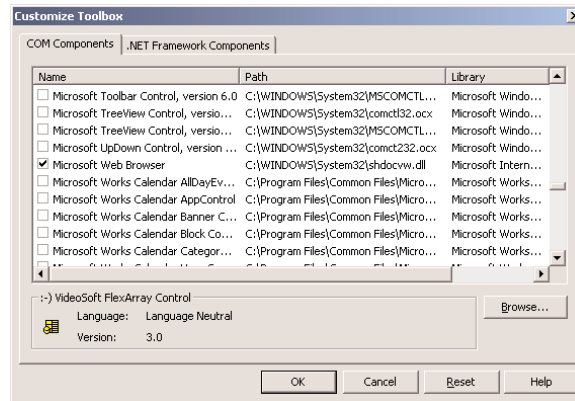 Customize Toolbox
COM Components .NET Framework Components
Name Path Library
Microsoft Toolbar Control, version 6.0 C:\WINDOWS\System32\MSCOMCTL... Microsoft Windo...
Microsoft TreeView Control, versio... C:\WINDOWS\System32\comctl32.ocx Microsoft Windo...
Microsoft TreeView Control, versio... C:\WINDOWS\System32\MSCOMCTL... Microsoft Windo...
Microsoft UpDown Control, version ... C:\WINDOWS\System32\comct232.ocx Microsoft Windo...
Microsoft Web Browser C:\WINDOWS\System32\shdocvw.dll Microsoft Intern...
Microsoft Works Calendar AllDayEv... C:\Program Files\Common Files\Micro... Microsoft Works...
Microsoft Works Calendar AppControl C:\Program Files\Common Files\Micro... Microsoft Works...
Microsoft Works Calendar Banner C... C:\Program Files\Common Files\Micro... Microsoft Works...
Microsoft Works Calendar Block Co... C:\Program Files\Common Files\Micro... Microsoft Works...
Microsoft Works Calendar Categor... C:\Program Files\Common Files\Micro... Microsoft Works...
:-) VideoSoft FlexArray Control
Language: Language Neutral
Version: 3.0
Browse...
OK Cancel Reset Help